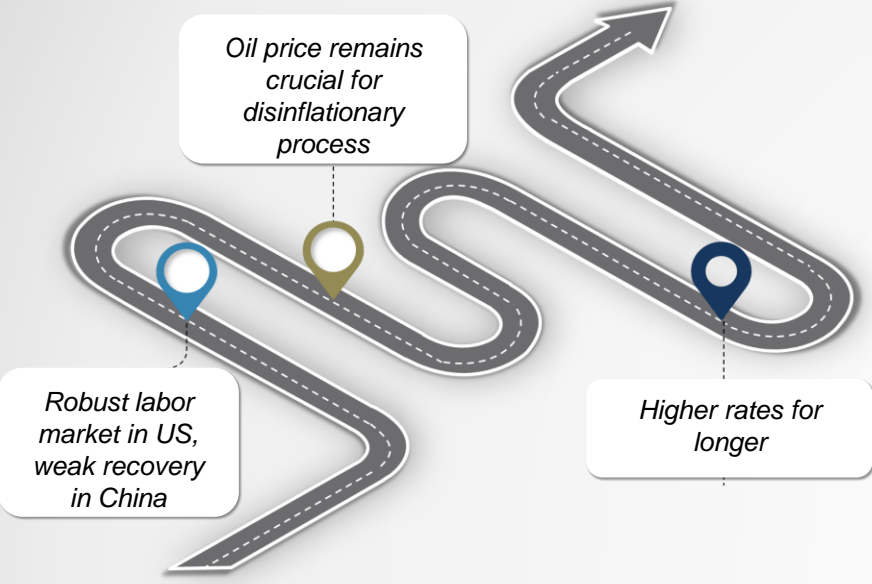 Oil price remains
crucial for
disinflationary
process
Robust labor
market in US,
weak recovery
in China
Higher rates for
longer